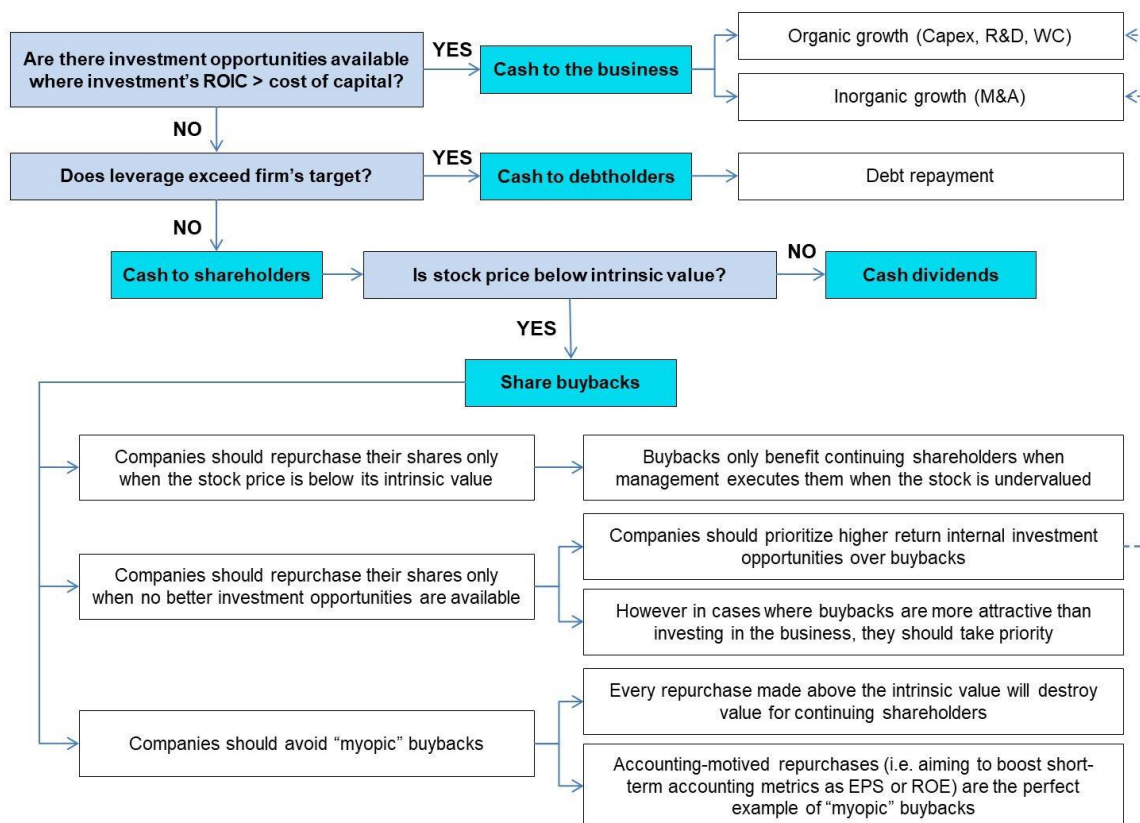 Are there investment opportunities available
where investment's ROIC > cost of capital?
YES
Cash to the business
Organic growth (Capex, R&D, WC)
Inorganic growth (M&A)
NO
Does leverage exceed firm's target?
YES
Cash to debtholders
Debt repayment
NO
Cash to shareholders
Is stock price below intrinsic value?
NO
Cash dividends
YES
Share buybacks
Companies should repurchase their shares only
when the stock price is below its intrinsic value
Buybacks only benefit continuing shareholders when
management executes them when the stock is undervalued
Companies should repurchase their shares only
when no better investment opportunities are available
Companies should prioritize higher return internal investment
opportunities over buybacks
However in cases where buybacks are more attractive than
investing in the business, they should take priority
Companies should avoid “myopic” buybacks
Every repurchase made above the intrinsic value will destroy
value for continuing shareholders
Accounting-motived repurchases (i.e. aiming to boost short-
term accounting metrics as EPS or ROE) are the perfect
example of “myopic” buybacks